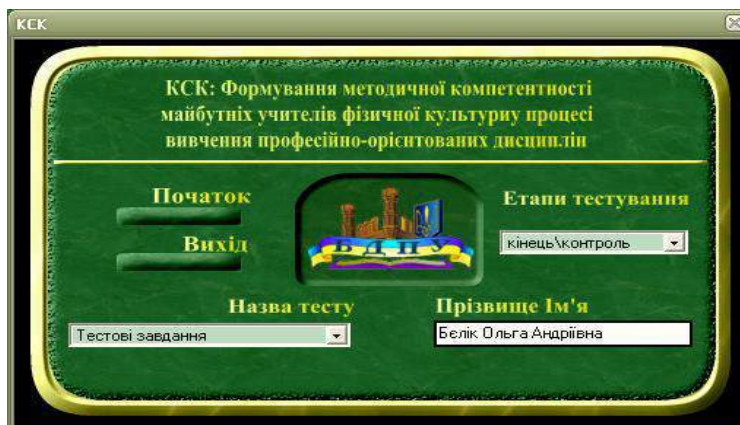 КСК
КСК: Формування методичної компетентності
майбутніх учителів фізичної культуриу процесі
вивчення професійно-орієнтованих дисциплін
Початок
Вихід
БДПУ
Етапи тестування
кінець\контроль
Назва тесту
Тестові завдання
Прізвище Ім'я
Бєлік Ольга Андріївна